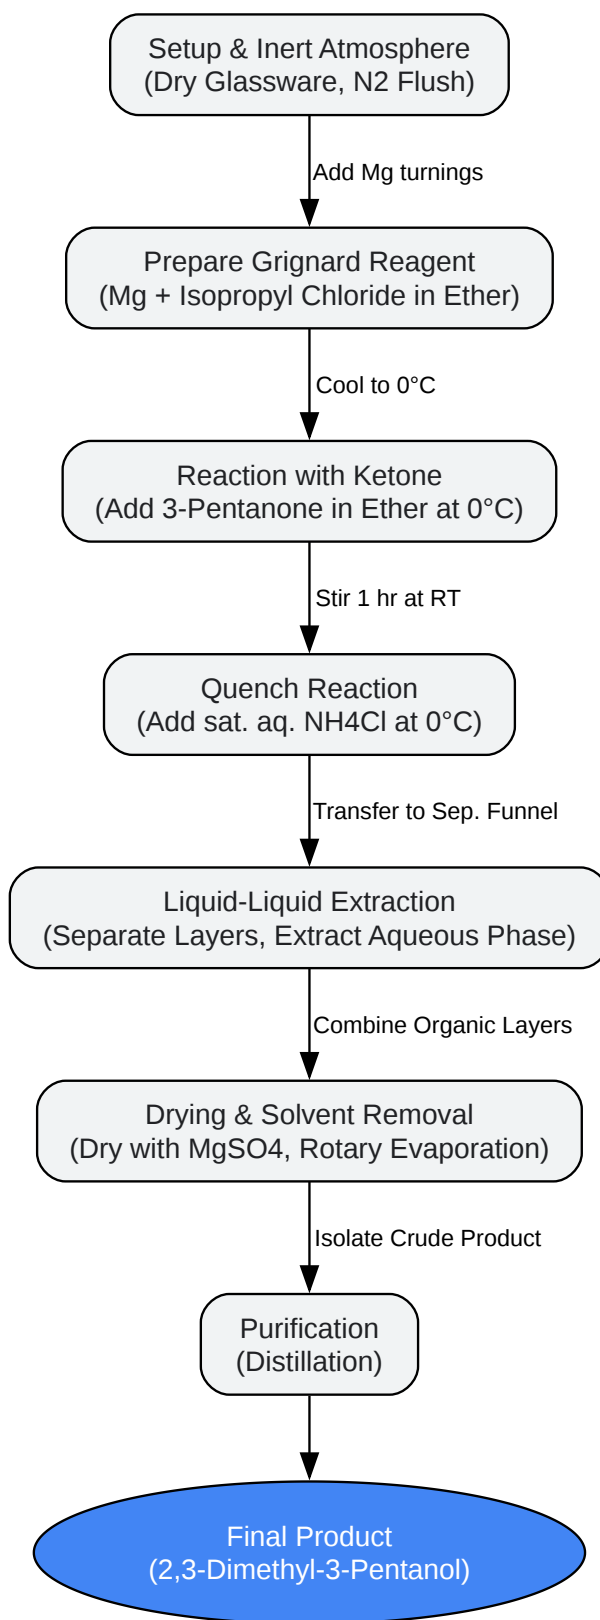 Setup & Inert Atmosphere
(Dry Glassware, N2 Flush)
Add Mg turnings
Prepare Grignard Reagent
(Mg + Isopropyl Chloride in Ether)
Cool to 0°C
Reaction with Ketone
(Add 3-Pentanone in Ether at 0°C)
Stir 1 hr at RT
Quench Reaction
(Add sat. aq. NH4Cl at 0°C)
Transfer to Sep. Funnel
Liquid-Liquid Extraction
(Separate Layers, Extract Aqueous Phase)
Combine Organic Layers
Drying & Solvent Removal
(Dry with MgSO4, Rotary Evaporation)
Isolate Crude Product
Purification
(Distillation)
Final Product
(2,3-Dimethyl-3-Pentanol)